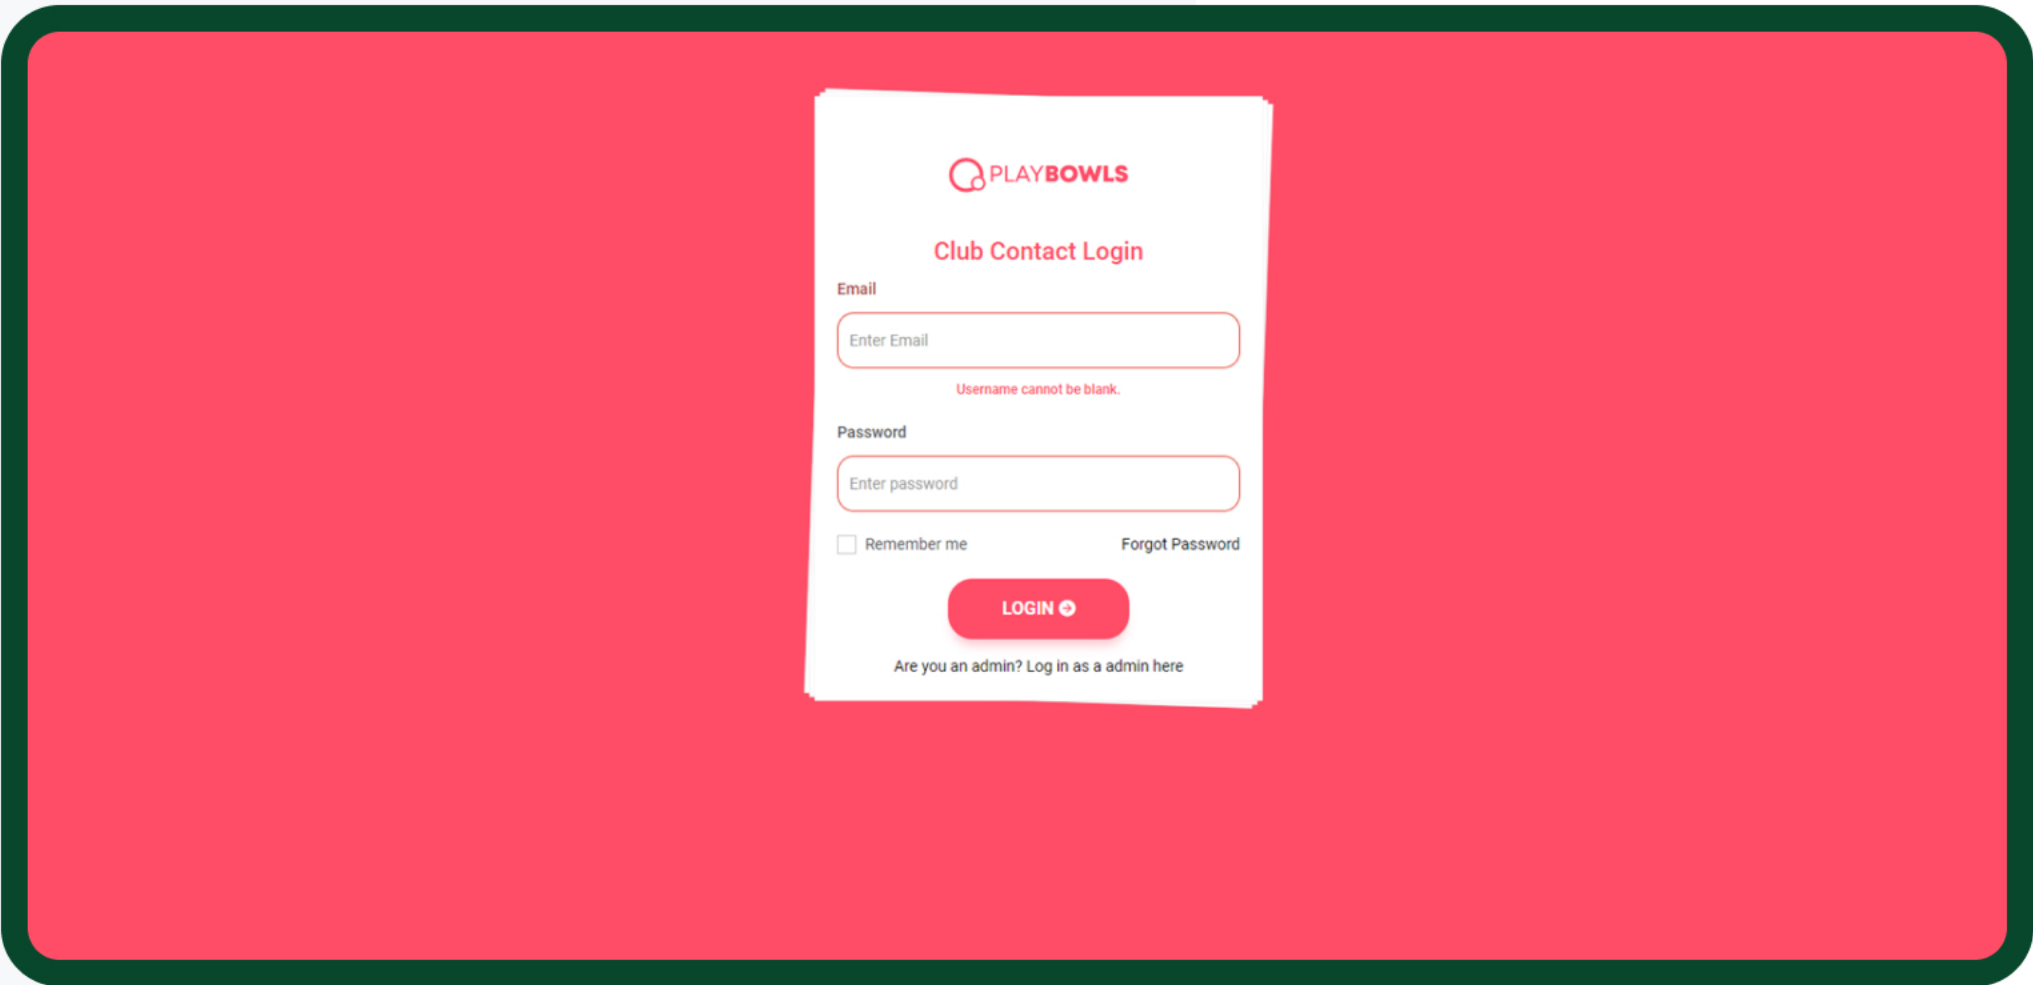 PLAYBOWLS
Club Contact Login
Email
Enter Email
Username cannot be blank.
Password
Enter password
Remember me
Forgot Password
LOGIN
Are you an admin? Log in as a admin here